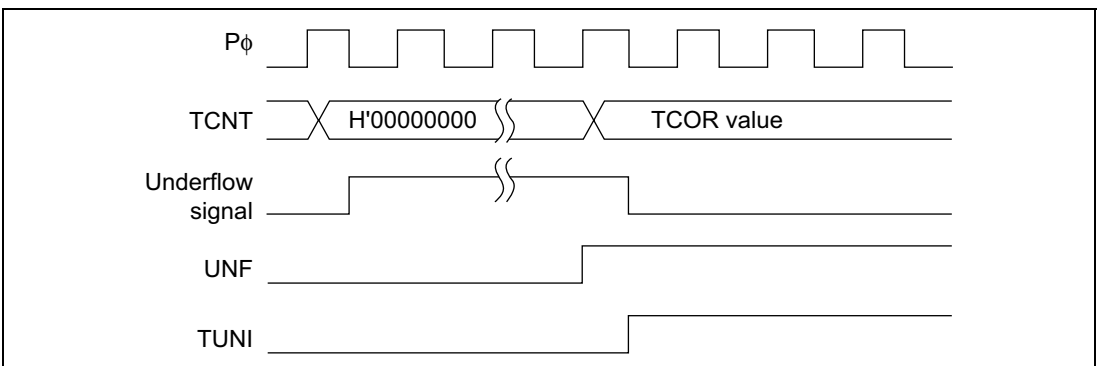 Pϕ
TCNT
H'00000000
TCOR value
Underflow
signal
UNF
TUNI